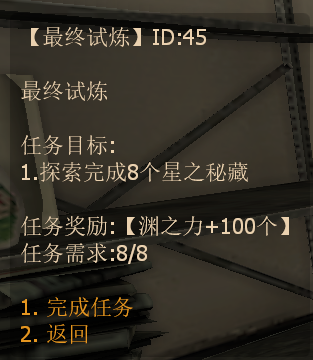 【最终试炼】ID:45
最终试炼
任务目标:
1.探索完成8个星之秘藏
任务奖励:【渊之力+100个】
任务需求:8/8
1. 完成任务
2. 返回